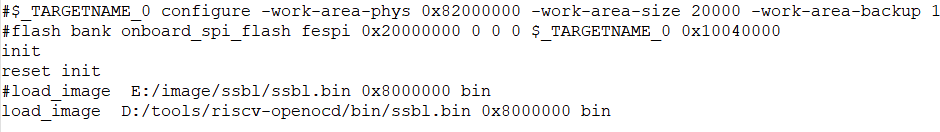 #$_TARGETNAME_0 configure -work-area-phys 0x82000000 -work-area-size 20000 -work-area-backup 1
#flash bank onboard_spi_flash fespi 0x20000000 0 0 0 $_TARGETNAME_0 0x10040000
init
reset init
#load_image  E:/image/ssbl/ssbl.bin 0x8000000 bin
load_image  D:/tools/riscv-openocd/bin/ssbl.bin 0x8000000 bin